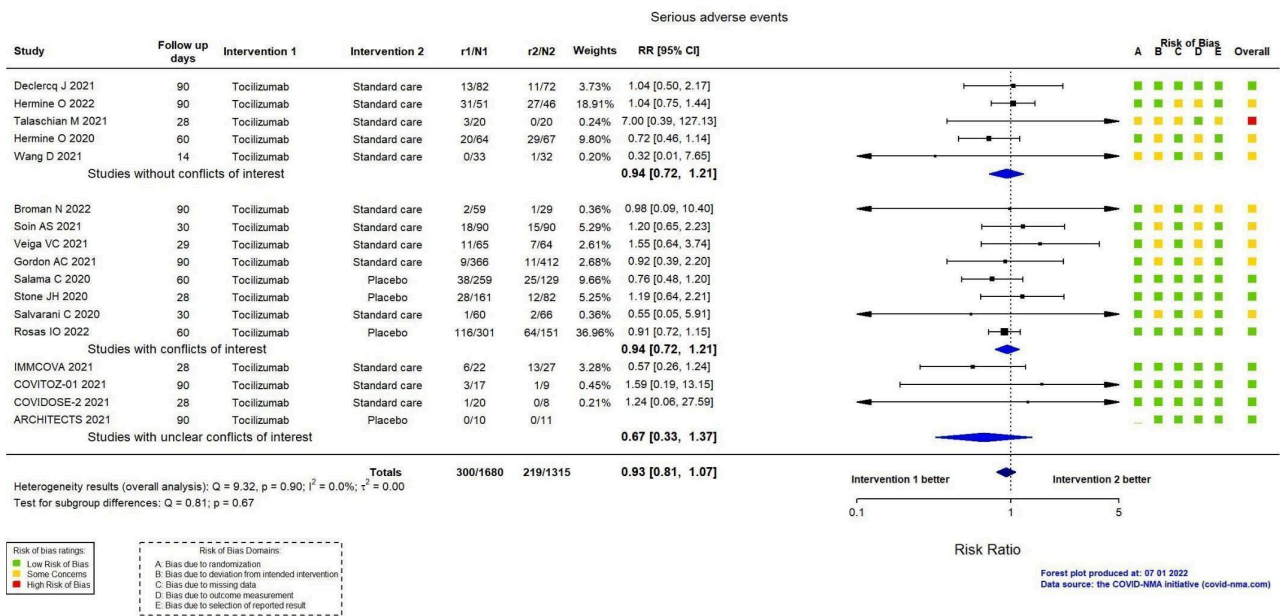 Serious adverse events
Study Follow up days Intervention 1 Intervention 2 r1/N1 r2/N2 Weights RR [95% CI] Risk of Bias
A B C D E Overall
Declercq J 2021 90 Tocilizumab Standard care 13/82 11/72 3.73% 1.04 [0.50, 2.17]
Hermine O 2022 90 Tocilizumab Standard care 31/51 27/46 18.91% 1.04 [0.75, 1.44]
Talaschian M 2021 28 Tocilizumab Standard care 3/20 0/20 0.24% 7.00 [0.39, 127.13]
Hermine O 2020 60 Tocilizumab Standard care 20/64 29/67 9.80% 0.72 [0.46, 1.14]
Wang D 2021 14 Tocilizumab Standard care 0/33 1/32 0.20% 0.32 [0.01, 7.65]
Studies without conflicts of interest 0.94 [0.72, 1.21]
Broman N 2022 90 Tocilizumab Standard care 2/59 1/29 0.36% 0.98 [0.09, 10.40]
Soin AS 2021 30 Tocilizumab Standard care 18/90 15/90 5.29% 1.20 [0.65, 2.23]
Veiga VC 2021 29 Tocilizumab Standard care 11/65 7/64 2.61% 1.55 [0.64, 3.74]
Gordon AC 2021 90 Tocilizumab Standard care 9/366 11/412 2.68% 0.92 [0.39, 2.20]
Salama C 2020 60 Tocilizumab Placebo 38/259 25/129 9.66% 0.76 [0.48, 1.20]
Stone JH 2020 28 Tocilizumab Placebo 28/161 12/82 5.25% 1.19 [0.64, 2.21]
Salvarani C 2020 30 Tocilizumab Standard care 1/60 2/66 0.36% 0.55 [0.05, 5.91]
Rosas IO 2022 60 Tocilizumab Placebo 116/301 64/151 36.96% 0.91 [0.72, 1.15]
Studies with conflicts of interest 0.94 [0.72, 1.21]
IMMCOVA 2021 28 Tocilizumab Standard care 6/22 13/27 3.28% 0.57 [0.26, 1.24]
COVITOZ-01 2021 90 Tocilizumab Standard care 3/17 1/9 0.45% 1.59 [0.19, 13.15]
COVIDOSE-2 2021 28 Tocilizumab Standard care 1/20 0/8 0.21% 1.24 [0.06, 27.59]
ARCHITECTS 2021 90 Tocilizumab Placebo 0/10 0/11
Studies with unclear conflicts of interest 0.67 [0.33, 1.37]
Totals 300/1680 219/1315 0.93 [0.81, 1.07]
Heterogeneity results (overall analysis): Q = 9.32, p = 0.90; I² = 0.0%; τ² = 0.00
Test for subgroup differences: Q = 0.81; p = 0.67
Intervention 1 better Intervention 2 better
0.1 1 5
Risk Ratio
Risk of bias ratings:
Low Risk of Bias
Some Concerns
High Risk of Bias
Risk of Bias Domains:
A: Bias due to randomization
B: Bias due to deviation from intended intervention
C: Bias due to missing data
D: Bias due to outcome measurement
E: Bias due to selection of reported result
Forest plot produced at: 07 01 2022
Data source: the COVID-NMA initiative (covid-nma.com)